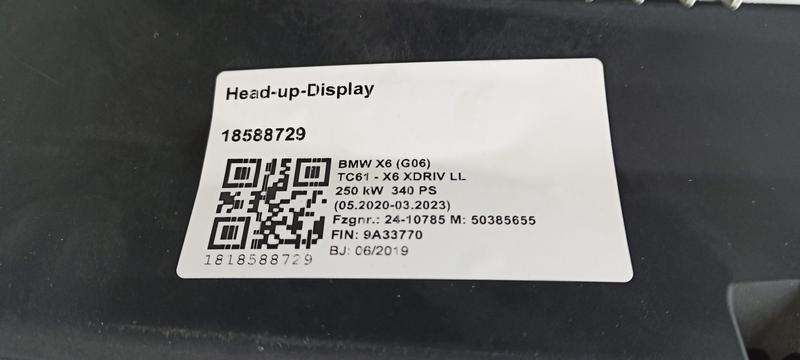 Head-up-Display
18588729
BMW X6 (G06)
TC61 - X6 XDRIV LL
250 kW 340 PS
(05.2020-03.2023)
Fzgnr.: 24-10785 M: 50385655
FIN: 9A33770
BJ: 06/2019
1818588729